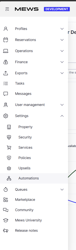 MEWS DEVELOPMENT
Profiles
Reservations
Operations
Finance
Exports
Tasks
Messages
User management
Settings
Property
Security
Services
Policies
Upsells
Automations
Queues
Marketplace
Community
Mews University
Release notes